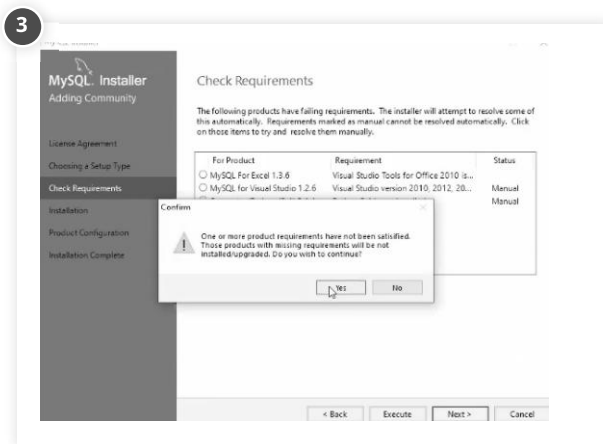 3
MySQL Installer
MySQL. Installer
Adding Community
License Agreement
Choosing a Setup Type
Check Requirements
Installation
Product Configuration
Installation Complete
Check Requirements
The following products have failing requirements. The installer will attempt to resolve some of
this automatically. Requirements marked as manual cannot be resolved automatically. Click
on those items to try and resolve them manually.
For Product Requirement Status
MySQL For Excel 1.3.6 Visual Studio Tools for Office 2010 is...
MySQL for Visual Studio 1.2.6 Visual Studio version 2010, 2012, 20... Manual
Manual
Confirm
One or more product requirements have not been satisified.
Those products with missing requirements will be not
installed/upgraded. Do you wish to continue?
Yes No
< Back Execute Next > Cancel